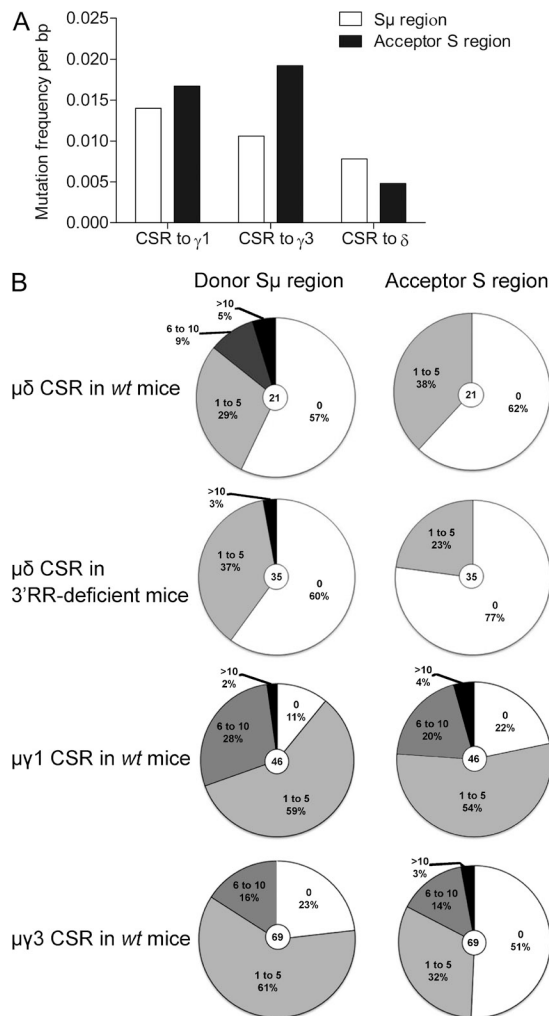 A
Mutation frequency per bp
0.025
0.020
0.015
0.010
0.005
0.000
Sμ region
Acceptor S region
CSR to γ1
CSR to γ3
CSR to δ
B
Donor Sμ region
Acceptor S region
μδ CSR in wt mice
>10
5%
6 to 10
9%
1 to 5
29%
21
0
57%
1 to 5
38%
21
0
62%
μδ CSR in
3'RR-deficient mice
>10
3%
1 to 5
37%
35
0
60%
1 to 5
23%
35
0
77%
μγ1 CSR in wt mice
>10
2%
0
11%
6 to 10
28%
46
1 to 5
59%
>10
4%
0
22%
6 to 10
20%
46
1 to 5
54%
μγ3 CSR in wt mice
6 to 10
16%
0
23%
69
1 to 5
61%
>10
3%
6 to 10
14%
69
0
51%
1 to 5
32%